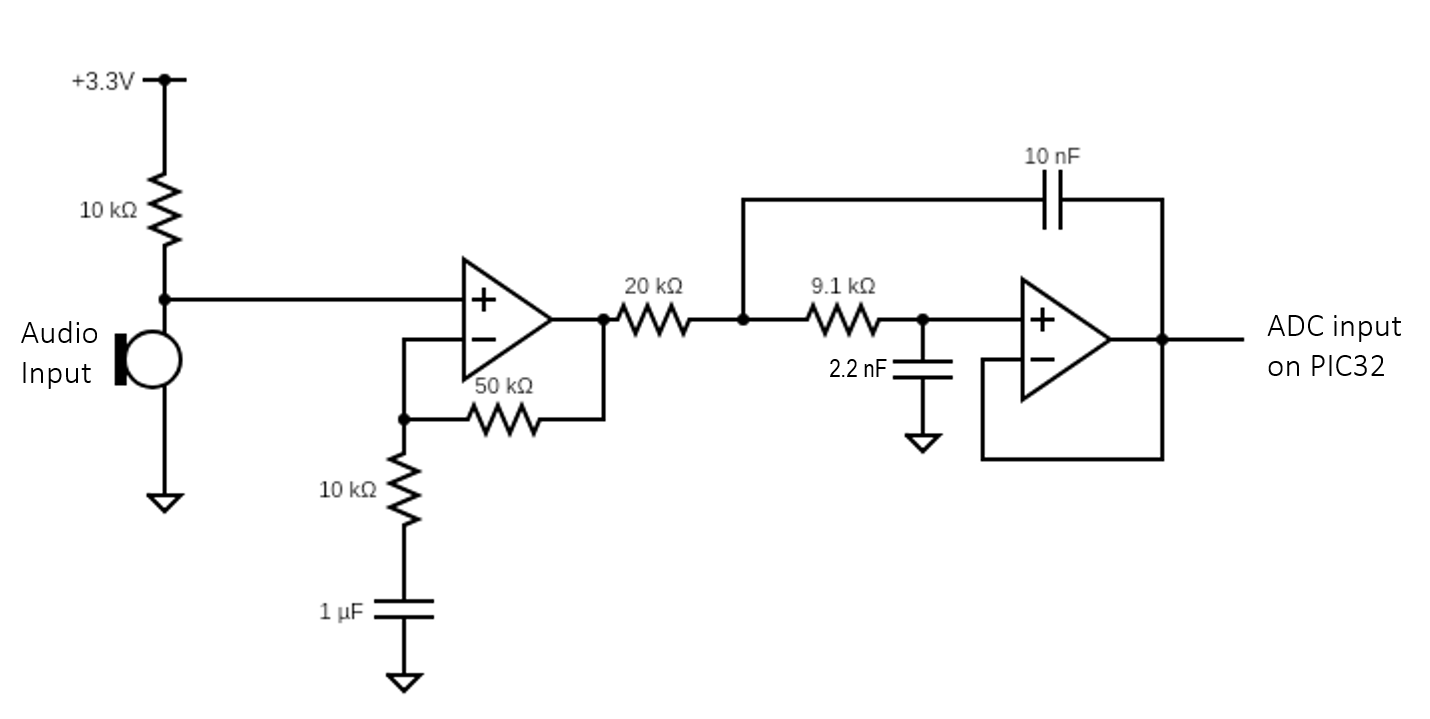 +3.3V
10 kΩ
Audio
Input
+
−
50 kΩ
10 kΩ
1 µF
20 kΩ
10 nF
9.1 kΩ
2.2 nF
+
−
ADC input
on PIC32